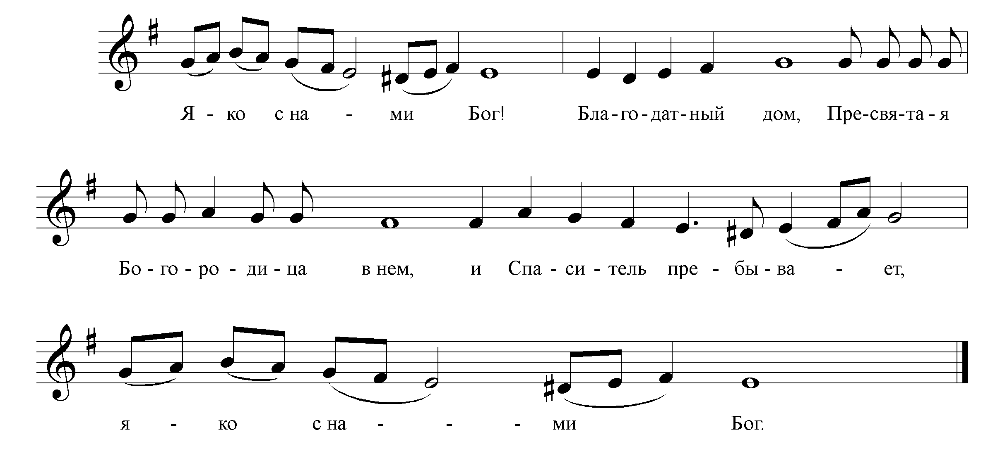 Я - ко с на - ми Бог! Бла-го-дат-ный дом, Пре-свя-та-я
Бо-го-ро-ди-ца в нем, и Спа-си-тель пре-бы-ва-ет,
я - ко с на - - - ми Бог.